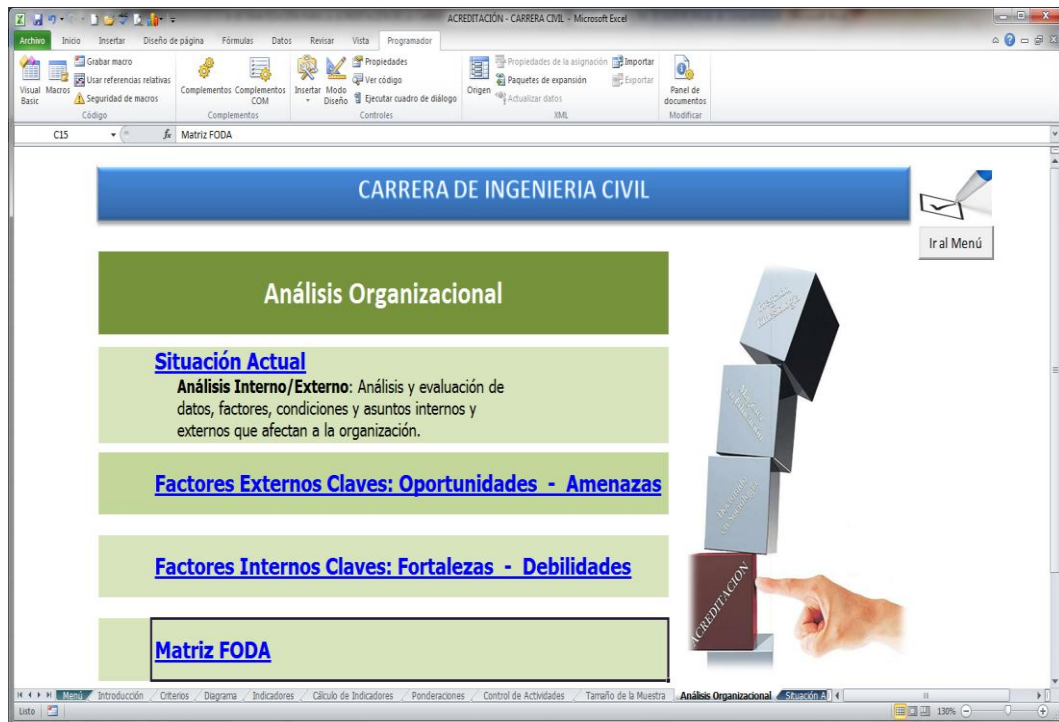 ACREDITACIÓN - CARRERA CIVIL - Microsoft Excel
Archivo Inicio Insertar Diseño de página Fórmulas Datos Revisar Vista Programador
Visual Basic
Macros
Grabar macro
Usar referencias relativas
Seguridad de macros
Código
Complementos
Complementos COM
Complementos
Insertar
Modo Diseño
Propiedades
Ver código
Ejecutar cuadro de diálogo
Controles
Origen
Propiedades de la asignación
Paquetes de expansión
Actualizar datos
Importar
Exportar
XML
Panel de documentos
Modificar
C15 fx Matriz FODA
CARRERA DE INGENIERIA CIVIL
Ir al Menú
Análisis Organizacional
Situación Actual
Análisis Interno/Externo: Análisis y evaluación de
datos, factores, condiciones y asuntos internos y
externos que afectan a la organización.
Factores Externos Claves: Oportunidades - Amenazas
Factores Internos Claves: Fortalezas - Debilidades
Matriz FODA
ACREDITACION
Menú Introducción Criterios Diagrama Indicadores Cálculo de Indicadores Ponderaciones Control de Actividades Tamaño de la Muestra Análisis Organizacional Situación A
Listo 130%